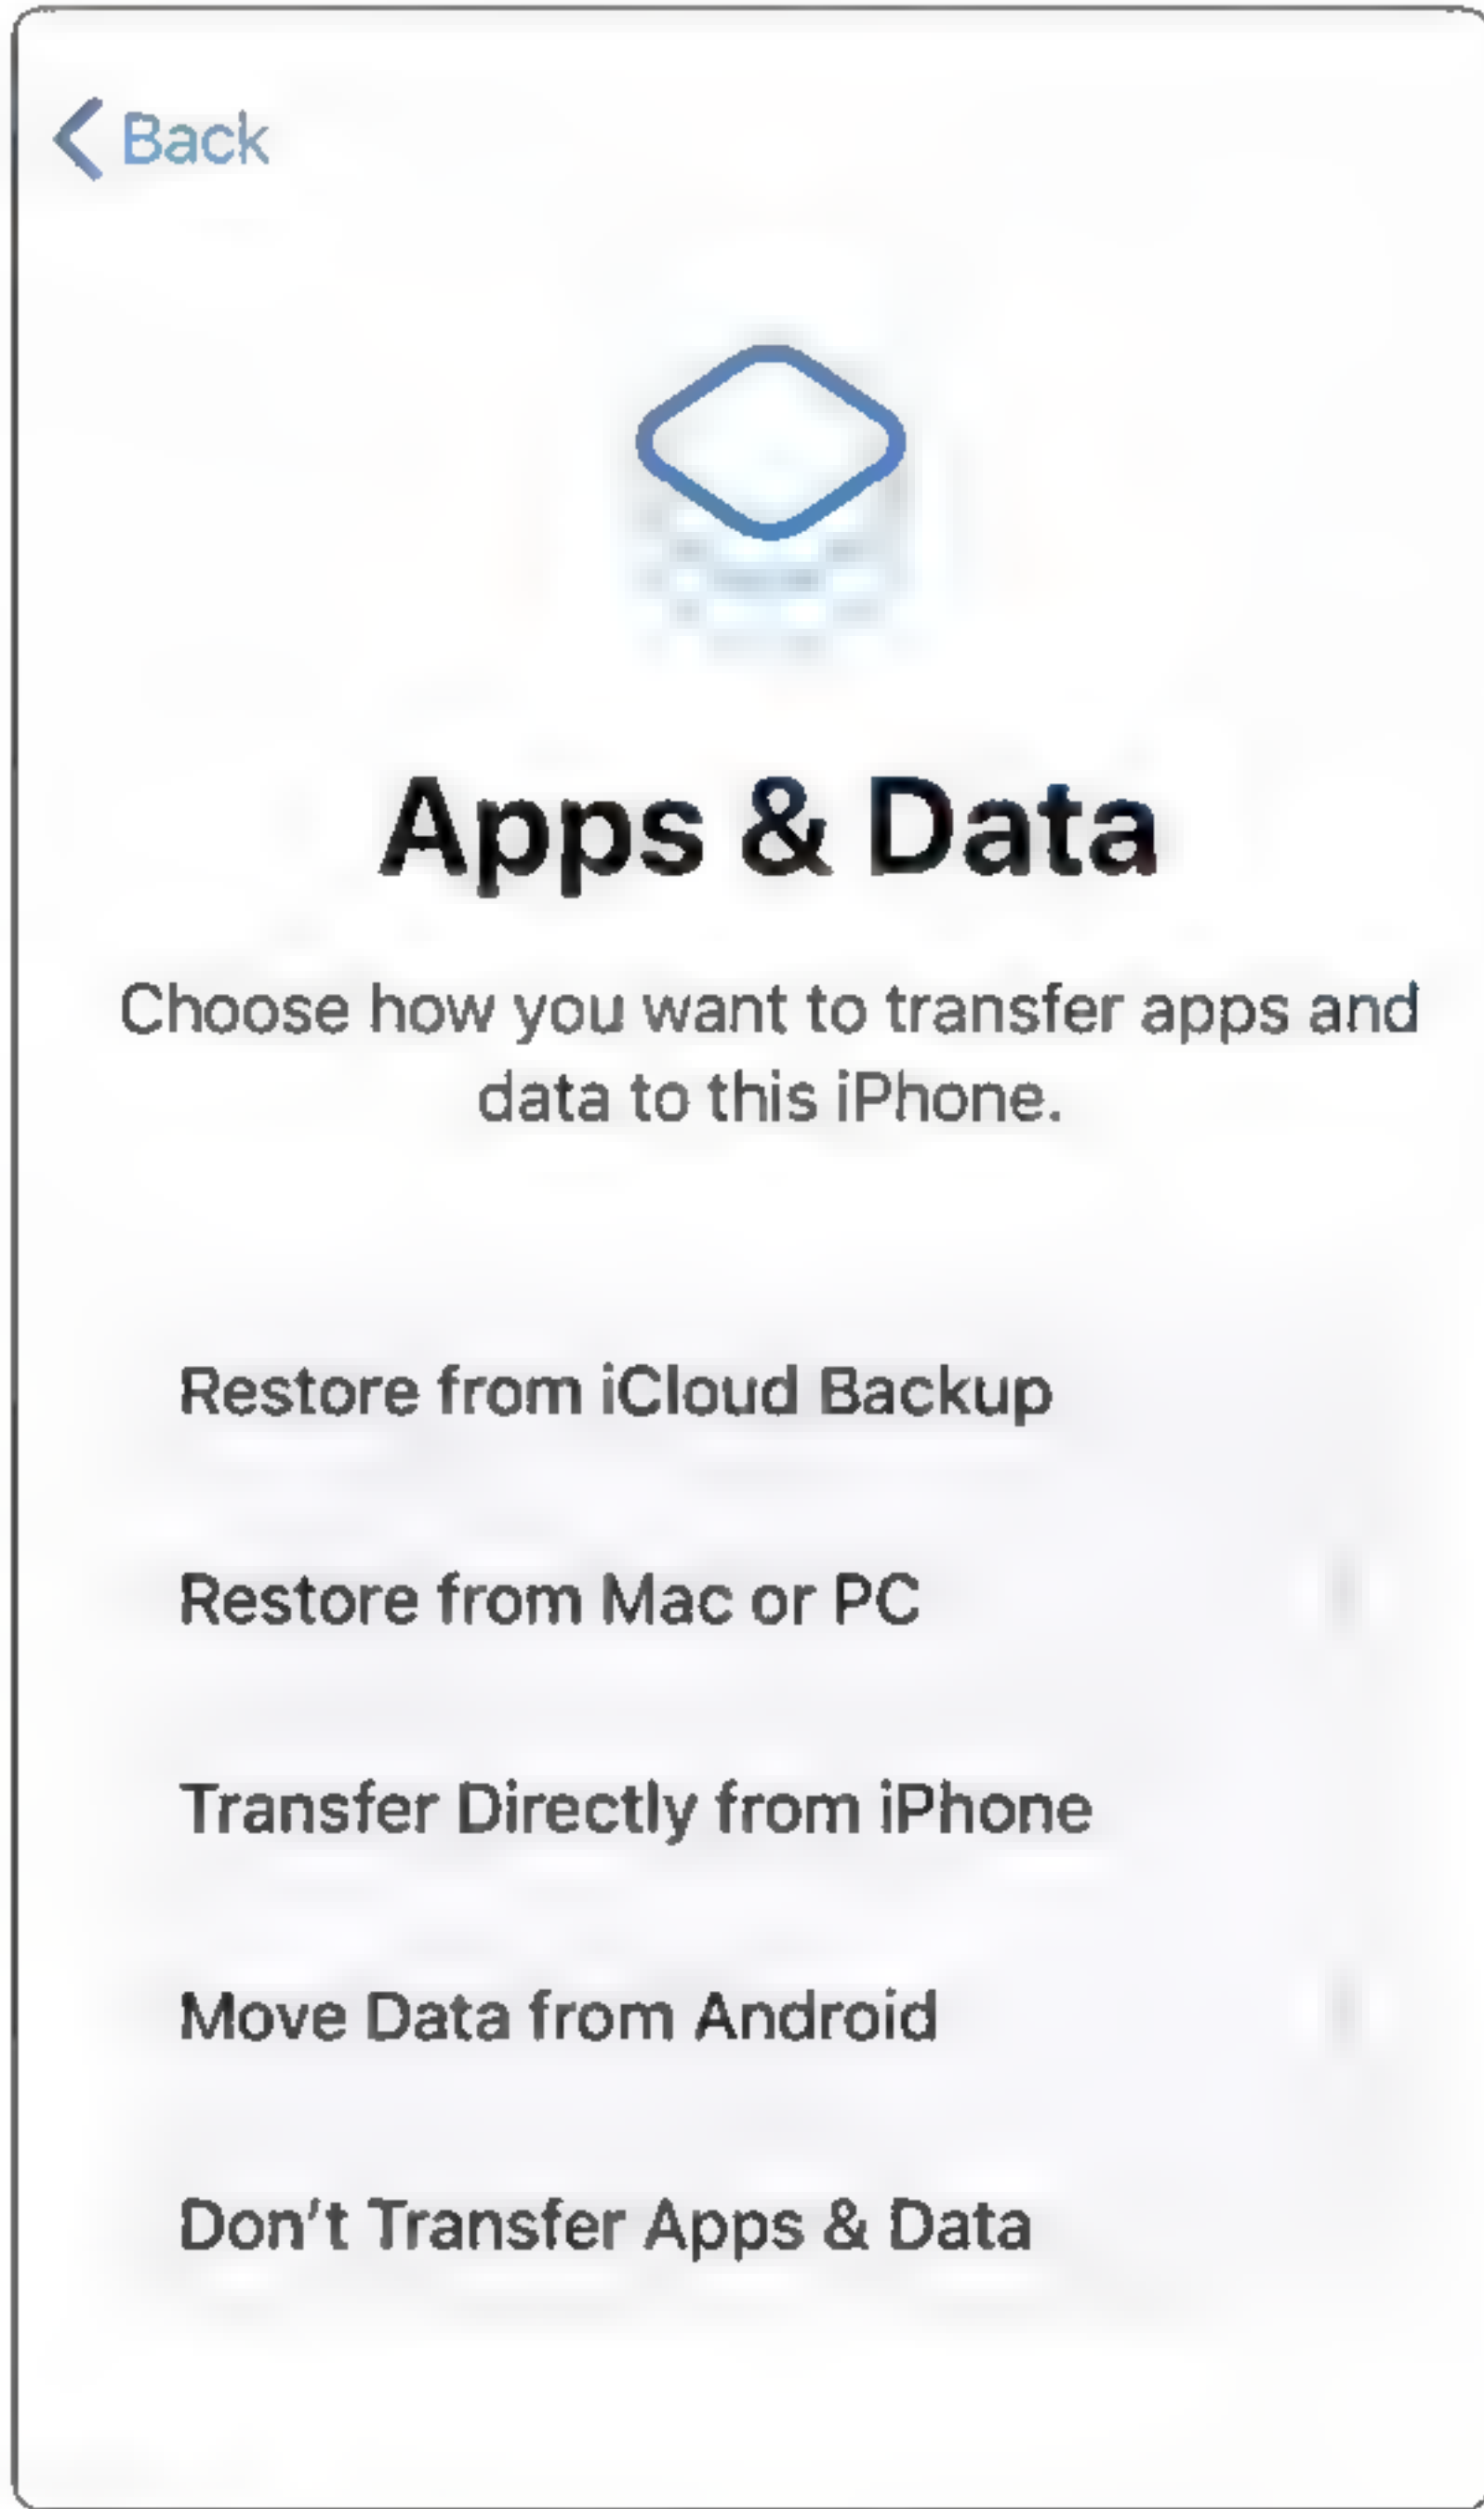 Back
Apps & Data
Choose how you want to transfer apps and
data to this iPhone.
Restore from iCloud Backup
Restore from Mac or PC
Transfer Directly from iPhone
Move Data from Android
Don't Transfer Apps & Data